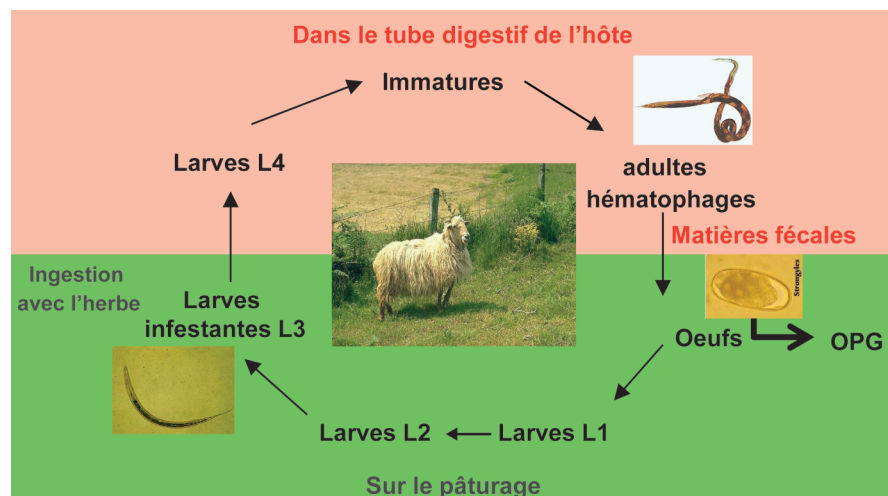 Dans le tube digestif de l'hôte
Immatures
Larves L4
adultes
hématophages
Matières fécales
Ingestion
avec l'herbe
Larves
infestantes L3
Strongles
Oeufs
OPG
Larves L2
Larves L1
Sur le pâturage